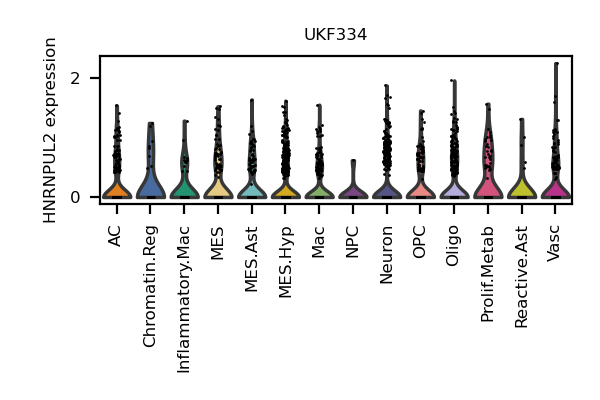 UKF334
HNRNPUL2 expression
2
0
AC
Chromatin.Reg
Inflammatory.Mac
MES
MES.Ast
MES.Hyp
Mac
NPC
Neuron
OPC
Oligo
Prolif.Metab
Reactive.Ast
Vasc